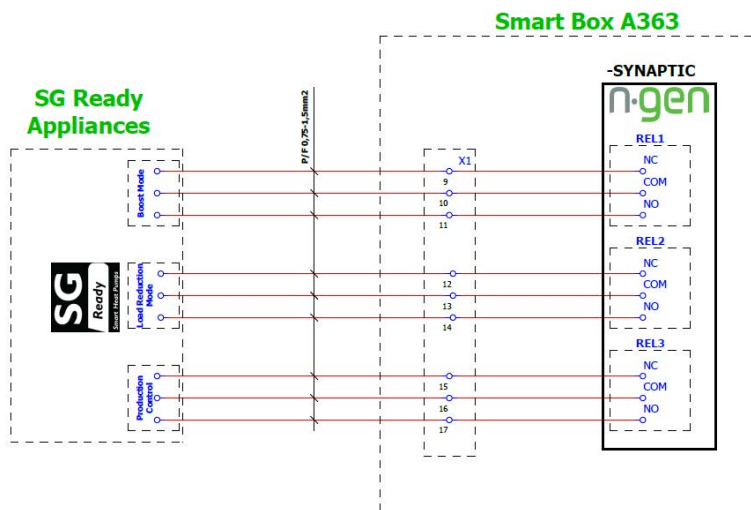 Smart Box A363
SG Ready
Appliances
P/F 0,75-1,5mm2
-SYNAPTIC
n·gen
X1
REL1
Boost Mode
9
NC
10
COM
11
NO
SG
Ready
Smart Heat Pumps
Load Reduction
Mode
REL2
12
NC
13
COM
14
NO
Production
Control
REL3
15
NC
16
COM
17
NO